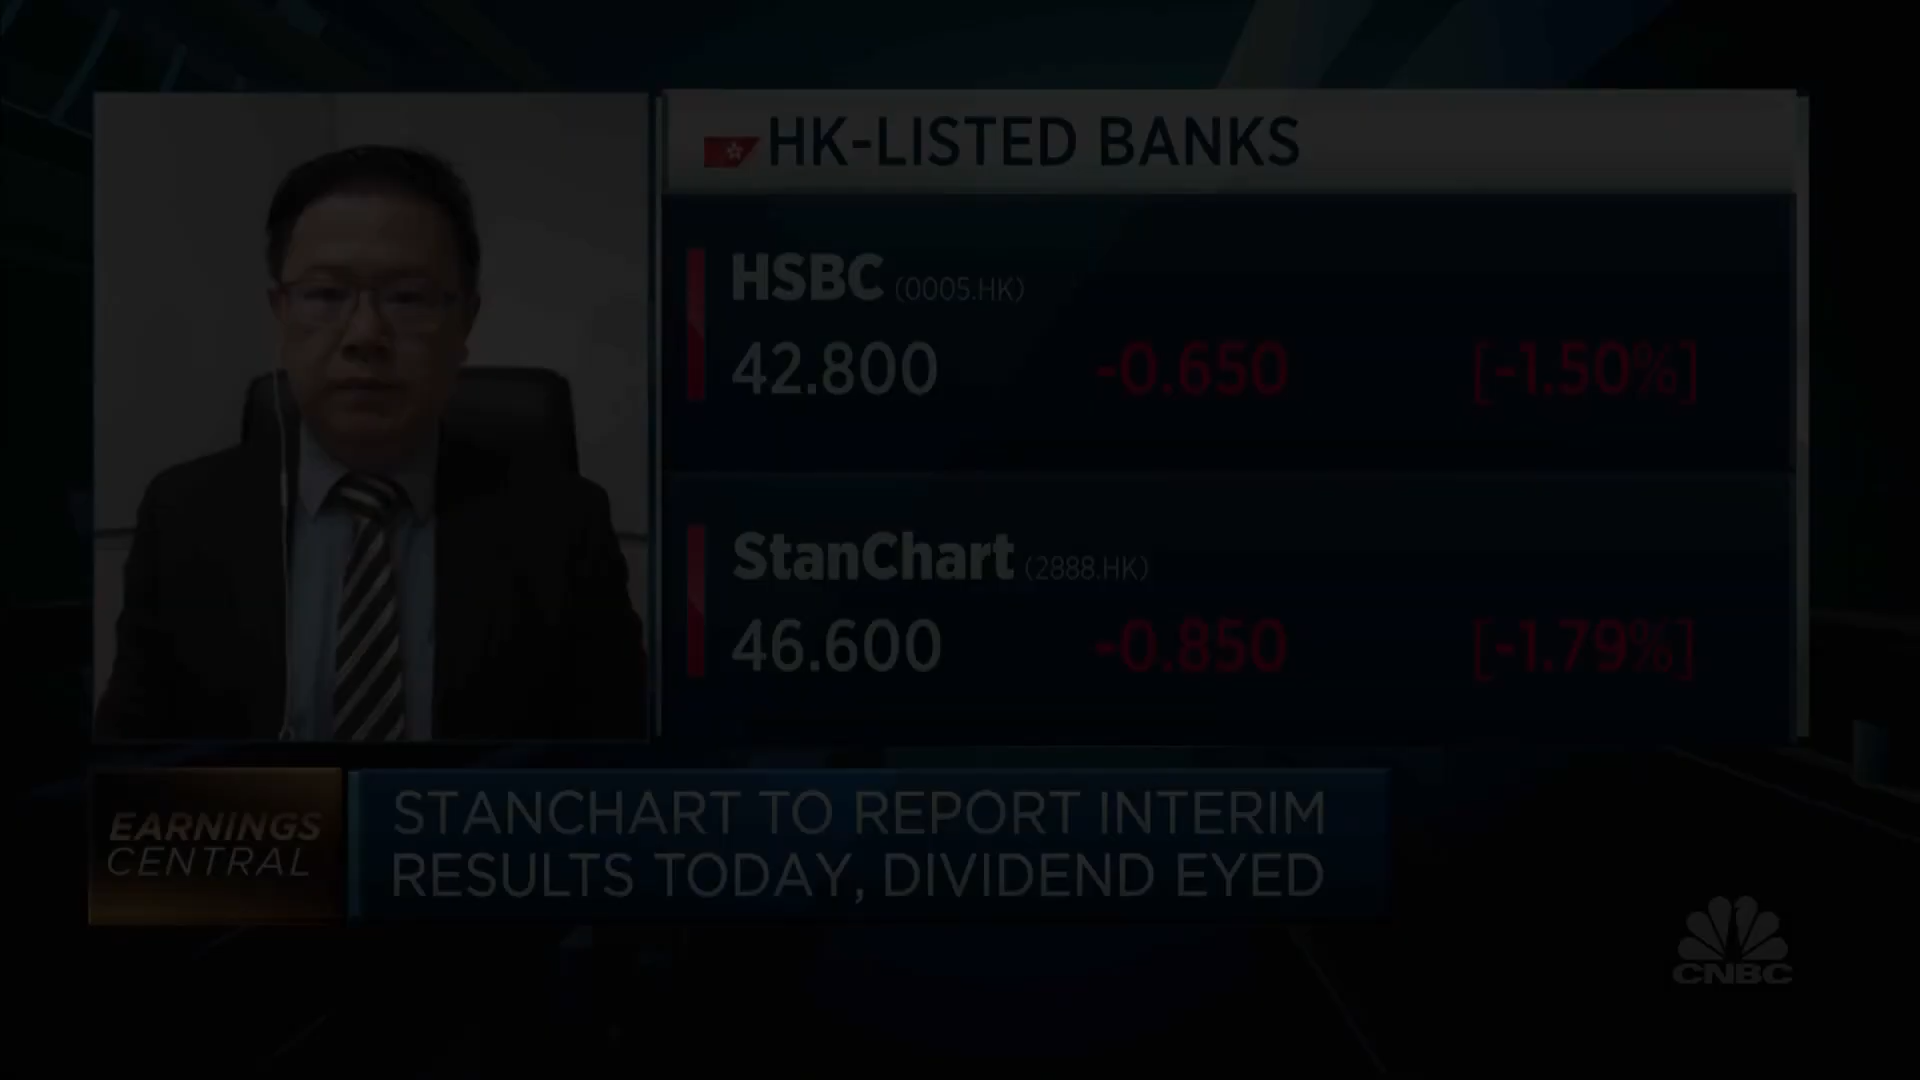 HK-LISTED BANKS
HSBC (0005.HK)
42.800 -0.650 [-1.50%]
StanChart (2888.HK)
46.600 -0.850 [-1.79%]
EARNINGS
CENTRAL
STANCHART TO REPORT INTERIM
RESULTS TODAY, DIVIDEND EYED
CNBC